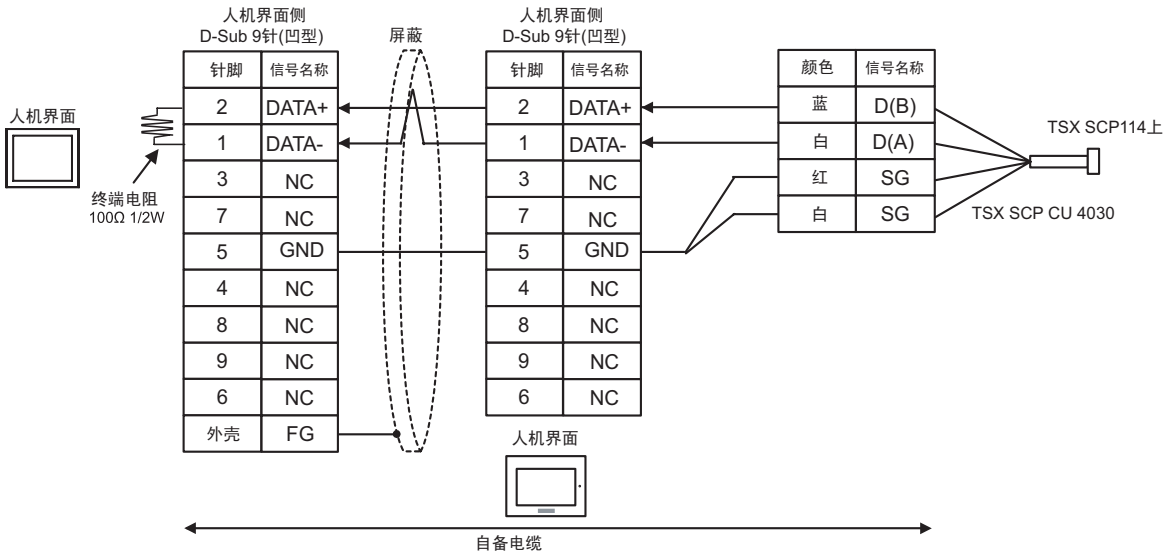 人机界面
终端电阻
100Ω 1/2W
人机界面侧
D-Sub 9针(凹型)
针脚 信号名称
2 DATA+
1 DATA-
3 NC
7 NC
5 GND
4 NC
8 NC
9 NC
6 NC
外壳 FG
屏蔽
人机界面侧
D-Sub 9针(凹型)
针脚 信号名称
2 DATA+
1 DATA-
3 NC
7 NC
5 GND
4 NC
8 NC
9 NC
6 NC
人机界面
颜色 信号名称
蓝 D(B)
白 D(A)
红 SG
白 SG
TSX SCP114上
TSX SCP CU 4030
自备电缆